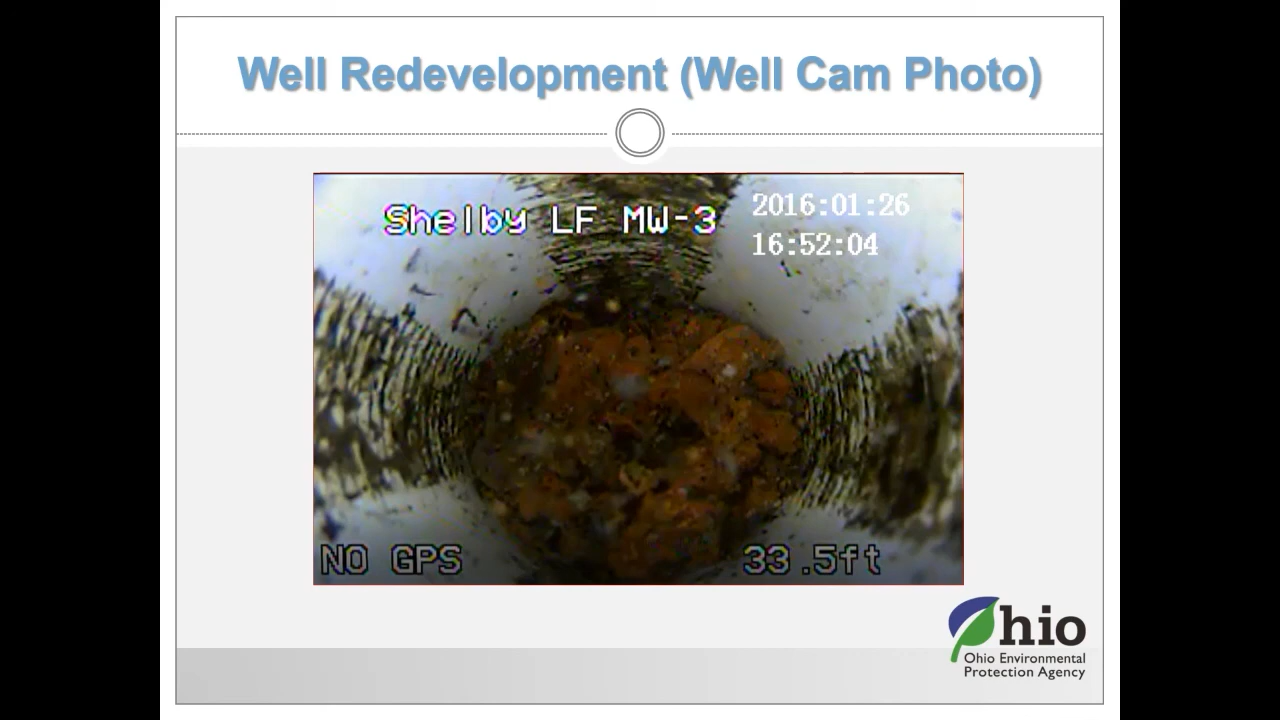 Well Redevelopment (Well Cam Photo)
Shelby LF MW-3
2016:01:26
16:52:04
NO GPS
33.5ft
Ohio
Ohio Environmental
Protection Agency